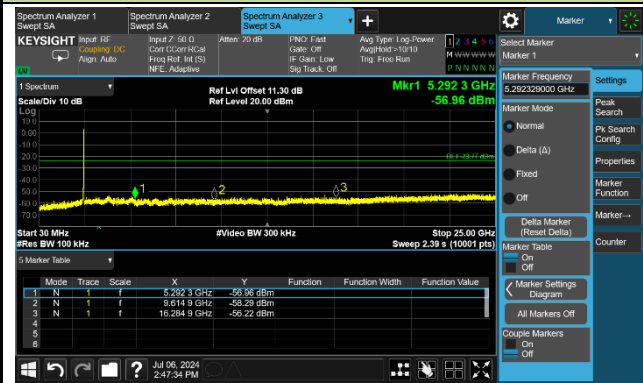 Spectrum Analyzer 1
Swept SA
Spectrum Analyzer 2
Swept SA
Spectrum Analyzer 3
Swept SA
Marker
KEYSIGHT
Input: RF
Coupling: DC
Align: Auto
Input Z: 50 Ω
Corr CCorr RCal
Freq Ref: Int (S)
NFE: Adaptive
Atten: 20 dB
PNO: Fast
Gate: Off
IF Gain: Low
Sig Track: Off
Avg Type: Log-Power
Avg|Hold:>10/10
Trig: Free Run
1 2 3 4 5 6
M W W W W W
P N N N N N
LU
Select Marker
Marker 1
1 Spectrum
Scale/Div 10 dB
Log
Ref Lvl Offset 11.30 dB
Ref Level 20.00 dBm
Mkr1 5.292 3 GHz
-56.96 dBm
10.0
0.00
-10.0
-20.0
-30.0
-40.0
-50.0
-60.0
-70.0
DL1 -23.77 dBm
1
2
3
Start 30 MHz
#Res BW 100 kHz
#Video BW 300 kHz
Stop 25.00 GHz
Sweep 2.39 s (10001 pts)
5 Marker Table
Mode Trace Scale X Y Function Function Width Function Value
1 N 1 f 5.292 3 GHz -56.96 dBm
2 N 1 f 9.614 9 GHz -58.29 dBm
3 N 1 f 16.284 9 GHz -56.22 dBm
4
5
6
Marker Frequency
5.292329000 GHz
Marker Mode
Normal
Delta (Δ)
Fixed
Off
Delta Marker
(Reset Delta)
Marker Table
On
Off
Marker Settings
Diagram
All Markers Off
Couple Markers
On
Off
Settings
Peak
Search
Pk Search
Config
Properties
Marker
Function
Marker→
Counter
Jul 06, 2024
2:47:34 PM